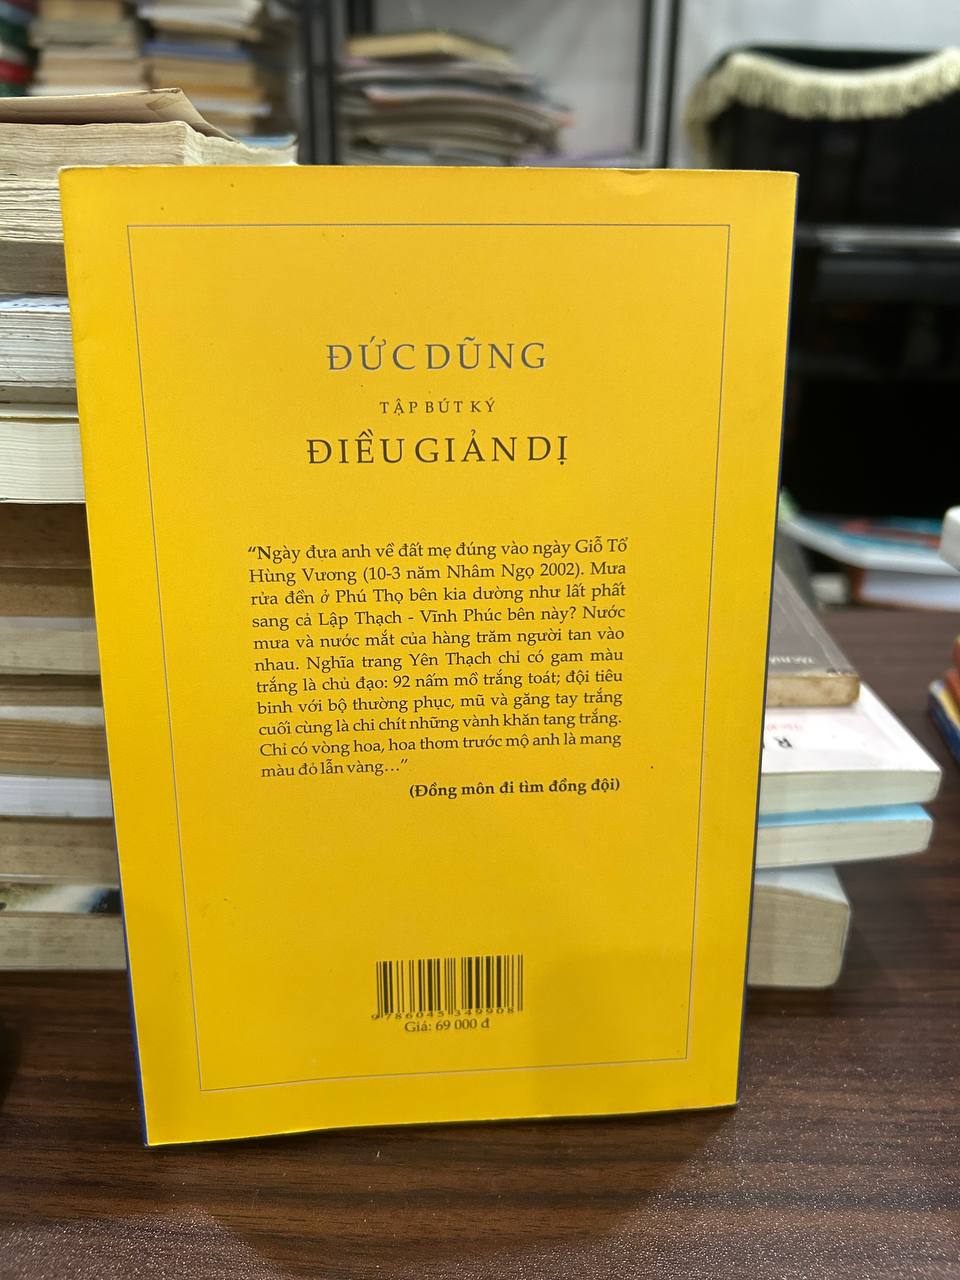 ĐỨC DŨNG
TẬP BÚT KÝ
ĐIỀU GIẢN DỊ
“Ngày đưa anh về đất mẹ đúng vào ngày Giỗ Tổ
Hùng Vương (10-3 năm Nhâm Ngọ 2002). Mưa
rửa đền ở Phú Thọ bên kia dường như lất phất
sang cả Lập Thạch - Vĩnh Phúc bên này? Nước
mưa và nước mắt của hàng trăm người tan vào
nhau. Nghĩa trang Yên Thạch chỉ có gam màu
trắng là chủ đạo: 92 nấm mồ trắng toát; đội tiêu
binh với bộ thường phục, mũ và găng tay trắng
cuối cùng là chi chít những vành khăn tang trắng.
Chỉ có vòng hoa, hoa thơm trước mộ anh là mang
màu đỏ lẫn vàng...”
(Đồng môn đi tìm đồng đội)
9786045349908
Giá: 69 000 đ